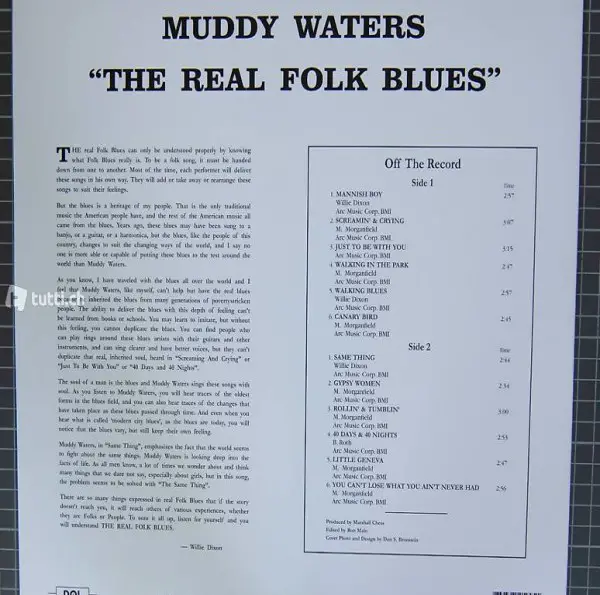 MUDDY WATERS
“THE REAL FOLK BLUES”
THE real Folk Blues can only be understood properly by knowing
what Folk Blues really is. To be a folk song, it must be handed
down from one to another. Most of the time, each performer will deliver
these songs in his own way. They will add or take away or rearrange these
songs to suit their feelings.
But the blues is a heritage of my people. That is the only traditional
music the American people have, and the rest of the American music all
came from the blues. Years ago, these blues may have been sung to a
banjo, or a guitar, or a harmonica, but the blues, like the people of this
country, changes to suit the changing ways of the world, and I say no
one is more able or capable of putting these blues to the test around the
world than Muddy Waters.
As you know, I have traveled with the blues all over the world and I
feel that Muddy Waters, like myself, can't help but have the real blues
inherited the blues from many generations of poverty-stricken
people. The ability to deliver the blues with this depth of feeling can't
be learned from books or schools. You may learn to imitate, but without
this feeling, you cannot duplicate the blues. You can find people who
can play rings around these blues artists with their guitars and other
instruments, and can sing clearer and have better voices, but they can't
duplicate that real, inherited soul, heard in "Screaming And Crying" or
"Just To Be With You" or "40 Days and 40 Nights".
The soul of a man is the blues and Muddy Waters sings these songs with
soul. As you listen to Muddy Waters, you will hear traces of the oldest
forms in the blues field, and you can also hear traces of the changes that
have taken place as these blues passed through time. And even when you
hear what is called 'modern city blues', as the blues are today, you will
notice that the blues vary, but still keep their own feeling.
Muddy Waters, in "Same Thing", emphasizes the fact that the world seems
to fight about the same things. Muddy Waters is looking deep into the
facts of life. As all men know, a lot of times we wonder about and think
many things that we dare not say, especially about girls, but in this song,
the problem seems to be solved with "The Same Thing".
There are so many things expressed in real Folk Blues that if the story
doesn't reach you, it will reach others of various experiences, whether
they are Folks or People. To sum it all up, listen for yourself and you
will understand THE REAL FOLK BLUES.
— Willie Dixon
Off The Record
Side 1
Time
1. MANNISH BOY 2:57
Willie Dixon
Arc Music Corp. BMI
2. SCREAMIN' & CRYING 3:07
M. Morganfield
Arc Music Corp. BMI
3. JUST TO BE WITH YOU 3:15
4. WALKING IN THE PARK 2:47
M. Morganfield
Arc Music Corp. BMI
5. WALKING BLUES 2:57
Willie Dixon
Arc Music Corp. BMI
6. CANARY BIRD 2:45
M. Morganfield
Arc Music Corp. BMI
Side 2
Time
1. SAME THING 2:44
Willie Dixon
Arc Music Corp. BMI
2. GYPSY WOMEN 2:34
M. Morganfield
Arc Music Corp. BMI
3. ROLLIN' & TUMBLIN' 3:00
M. Morganfield
Arc Music Corp. BMI
4. 40 DAYS & 40 NIGHTS 2:53
B. Roth
Arc Music Corp. BMI
5. LITTLE GENEVA 2:47
M. Morganfield
Arc Music Corp. BMI
6. YOU CAN'T LOSE WHAT YOU AIN'T NEVER HAD 2:56
M. Morganfield
Arc Music Corp. BMI
Produced by Marshall Chess
Edited by Ron Malo
Cover Photo and Design by Don S. Bronstein
tutti.ch
DOL